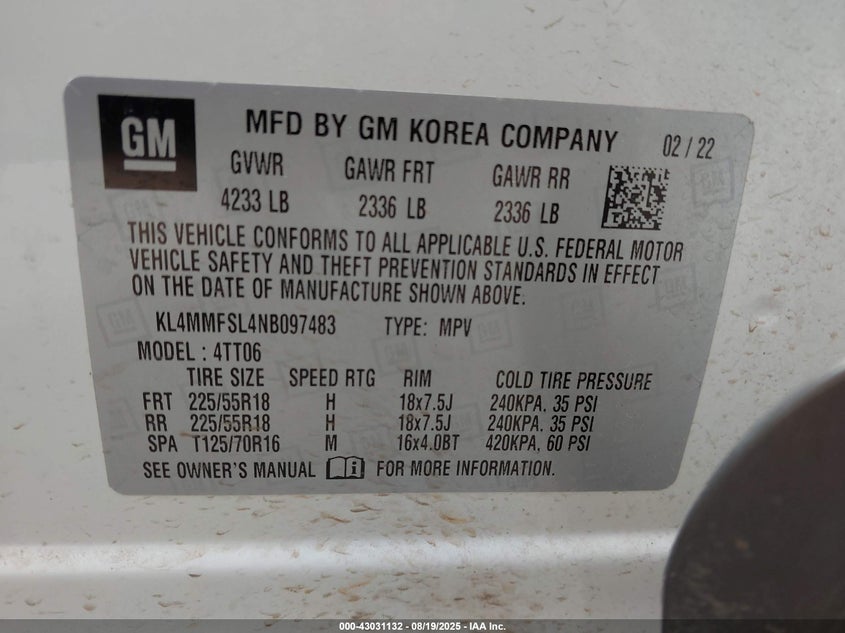 GM
MFD BY GM KOREA COMPANY 02 / 22
GVWR GAWR FRT GAWR RR
4233 LB 2336 LB 2336 LB
THIS VEHICLE CONFORMS TO ALL APPLICABLE U.S. FEDERAL MOTOR
VEHICLE SAFETY AND THEFT PREVENTION STANDARDS IN EFFECT
ON THE DATE OF MANUFACTURE SHOWN ABOVE.
KL4MMFSL4NB097483 TYPE: MPV
MODEL : 4TT06
TIRE SIZE SPEED RTG RIM COLD TIRE PRESSURE
FRT 225/55R18 H 18x7.5J 240KPA, 35 PSI
RR 225/55R18 H 18x7.5J 240KPA, 35 PSI
SPA T125/70R16 M 16x4.0BT 420KPA, 60 PSI
SEE OWNER'S MANUAL FOR MORE INFORMATION.
000-43031132 - 08/19/2025 - IAA Inc.